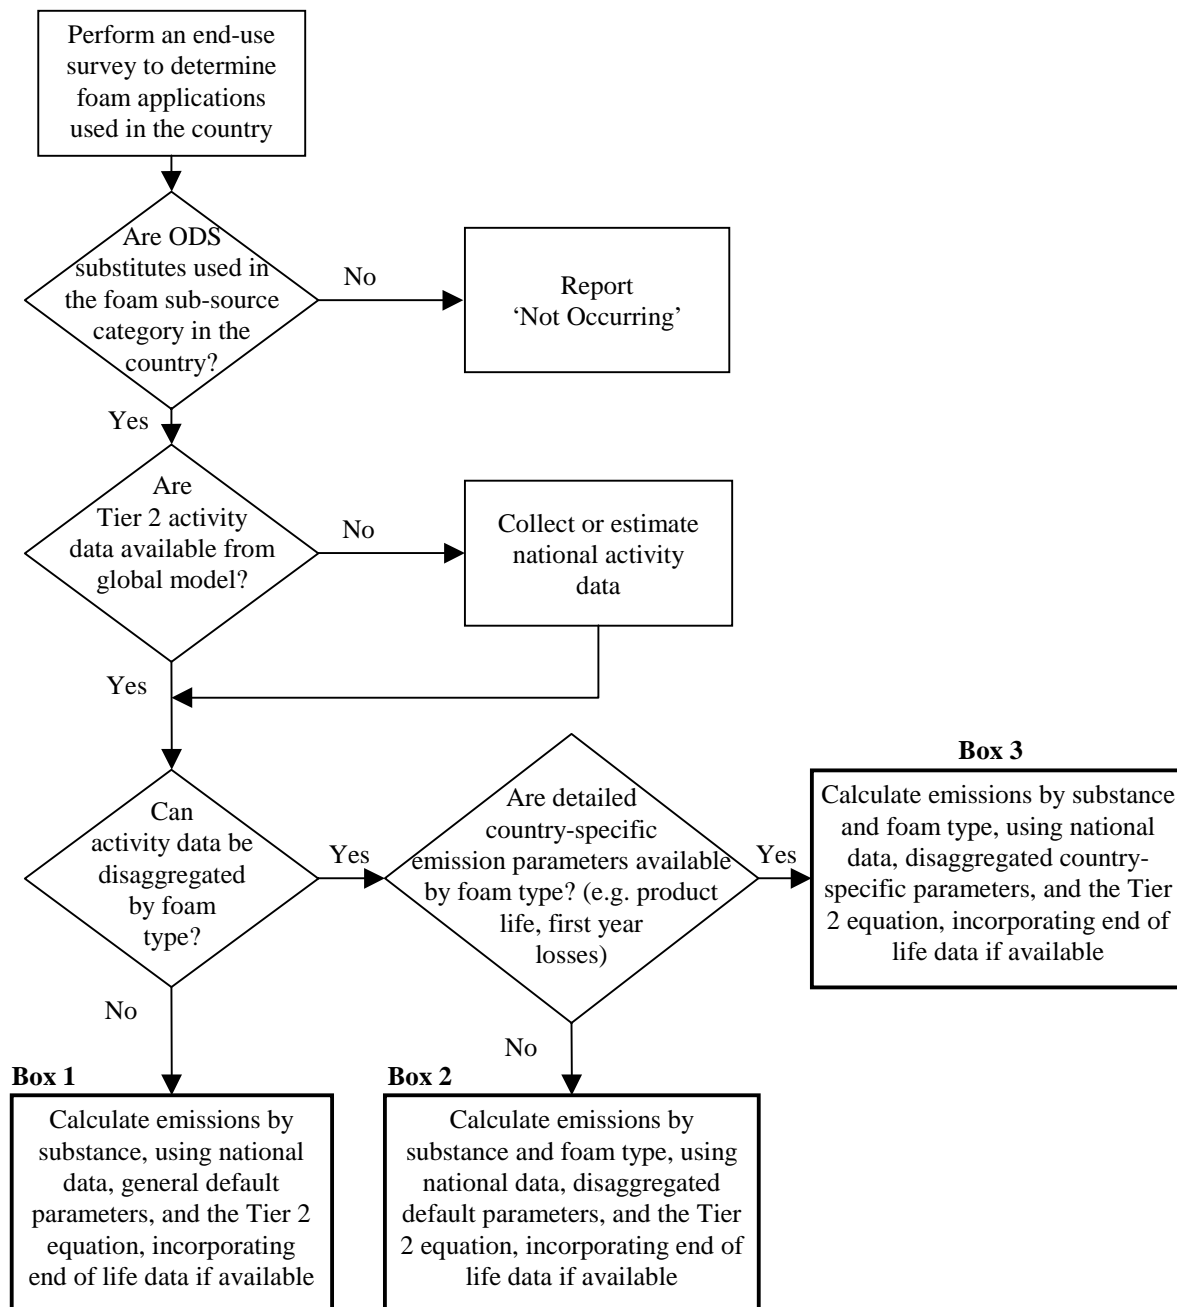 Perform an end-use
survey to determine
foam applications
used in the country
Are ODS
substitutes used in
the foam sub-source
category in the
country?
No
Report
‘Not Occurring’
Yes
Are
Tier 2 activity
data available from
global model?
No
Collect or estimate
national activity
data
Yes
Can
activity data be
disaggregated
by foam
type?
Yes
Are detailed
country-specific
emission parameters available
by foam type? (e.g. product
life, first year
losses)
Yes
Box 3
Calculate emissions by substance
and foam type, using national
data, disaggregated country-
specific parameters, and the Tier
2 equation, incorporating end of
life data if available
No
Box 1
Calculate emissions by
substance, using national
data, general default
parameters, and the Tier 2
equation, incorporating
end of life data if available
No
Box 2
Calculate emissions by
substance and foam type, using
national data, disaggregated
default parameters, and the Tier
2 equation, incorporating end of
life data if available